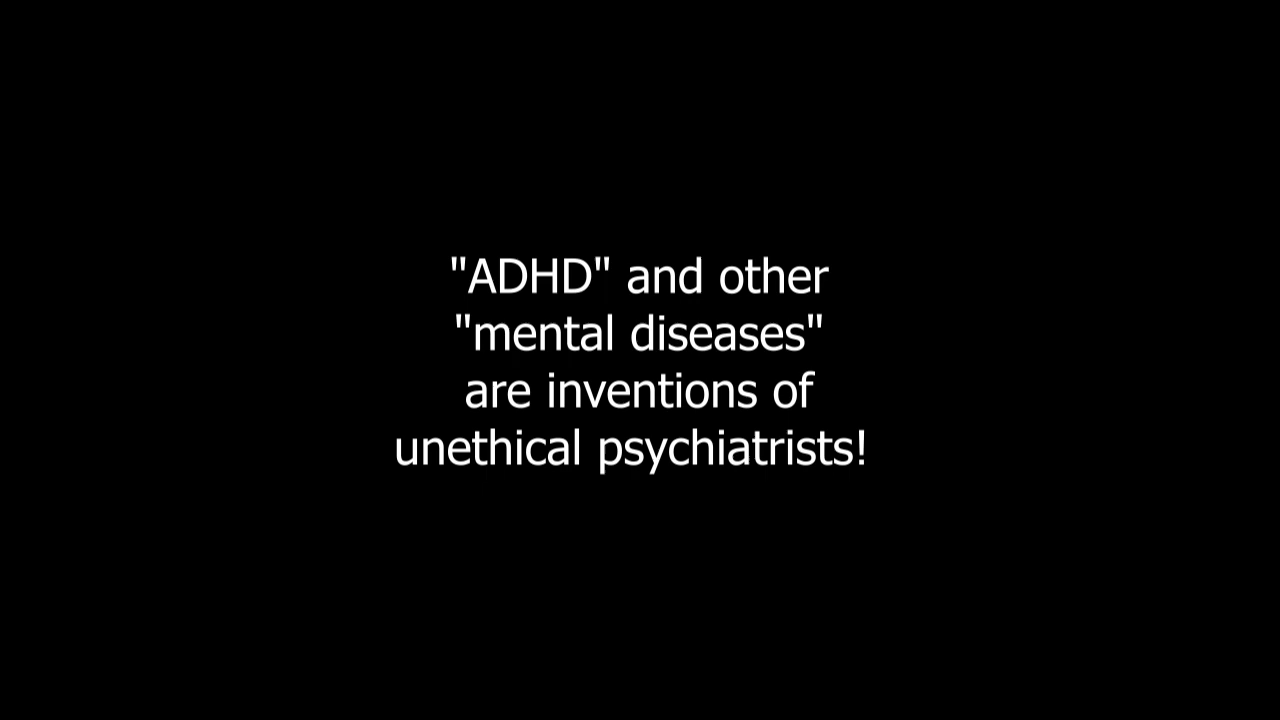 "ADHD" and other
"mental diseases"
are inventions of
unethical psychiatrists!